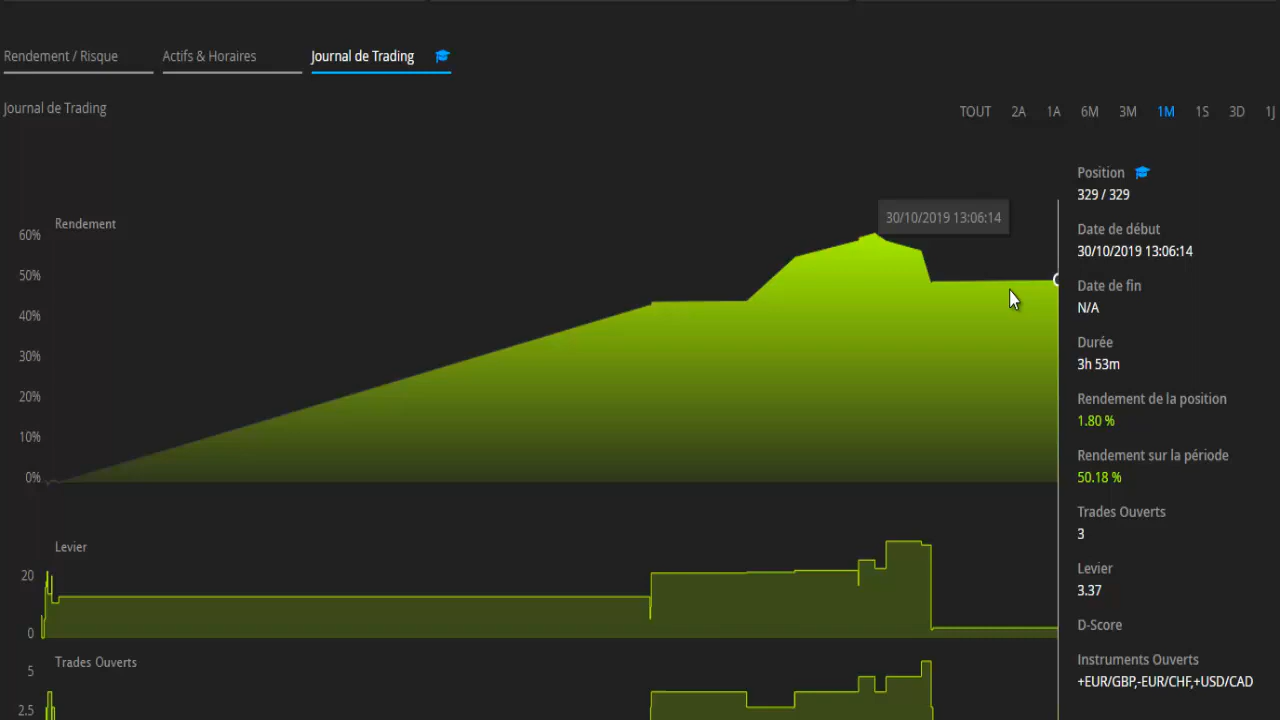 Rendement / Risque
Actifs & Horaires
Journal de Trading
Journal de Trading
TOUT 2A 1A 6M 3M 1M 1S 3D 1J
Rendement
60%
50%
40%
30%
20%
10%
0%
30/10/2019 13:06:14
Levier
20
0
Trades Ouverts
5
2.5
Position
329 / 329
Date de début
30/10/2019 13:06:14
Date de fin
N/A
Durée
3h 53m
Rendement de la position
1.80 %
Rendement sur la période
50.18 %
Trades Ouverts
3
Levier
3.37
D-Score
Instruments Ouverts
+EUR/GBP,-EUR/CHF,+USD/CAD